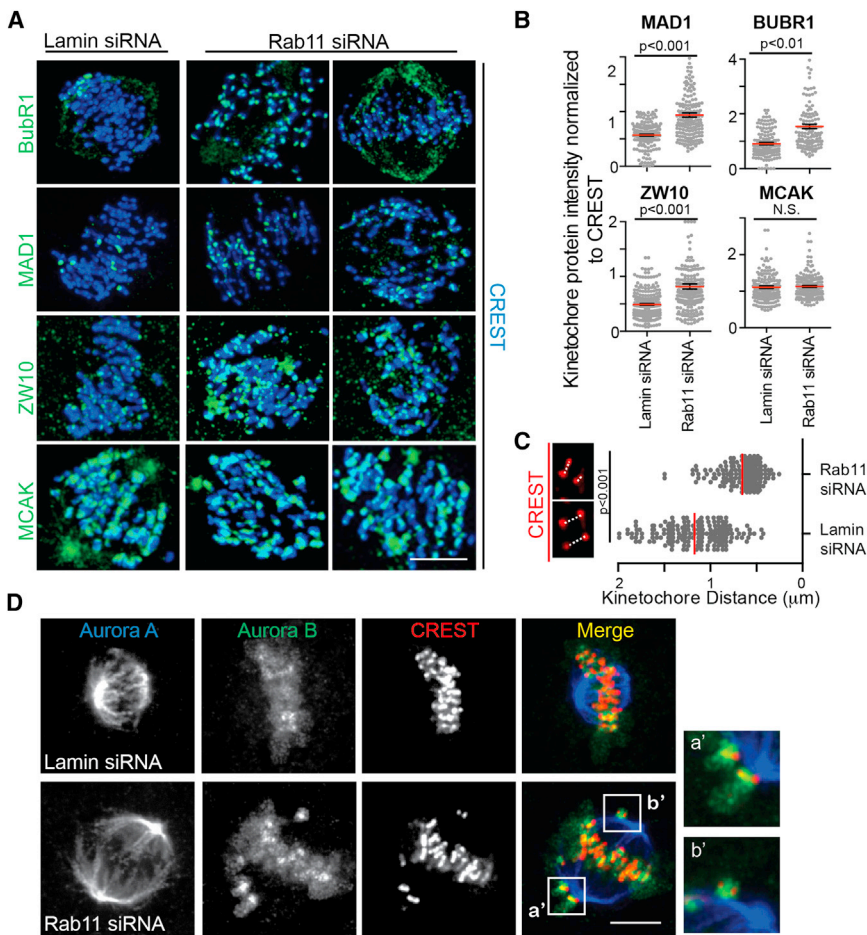 A
Lamin siRNA
Rab11 siRNA
BubR1
MAD1
ZW10
MCAK
CREST
B
Kinetochore protein intensity normalized
to CREST
MAD1
p<0.001
2
1
0
BUBR1
p<0.01
4
2
0
ZW10
p<0.001
2
1
0
MCAK
N.S.
2
1
0
Lamin siRNA
Rab11 siRNA
Lamin siRNA
Rab11 siRNA
C
CREST
p<0.001
Rab11
siRNA
Lamin
siRNA
2
1
0
Kinetochore Distance (μm)
D
Aurora A
Aurora B
CREST
Merge
Lamin siRNA
Rab11 siRNA
b'
a'
a'
b'